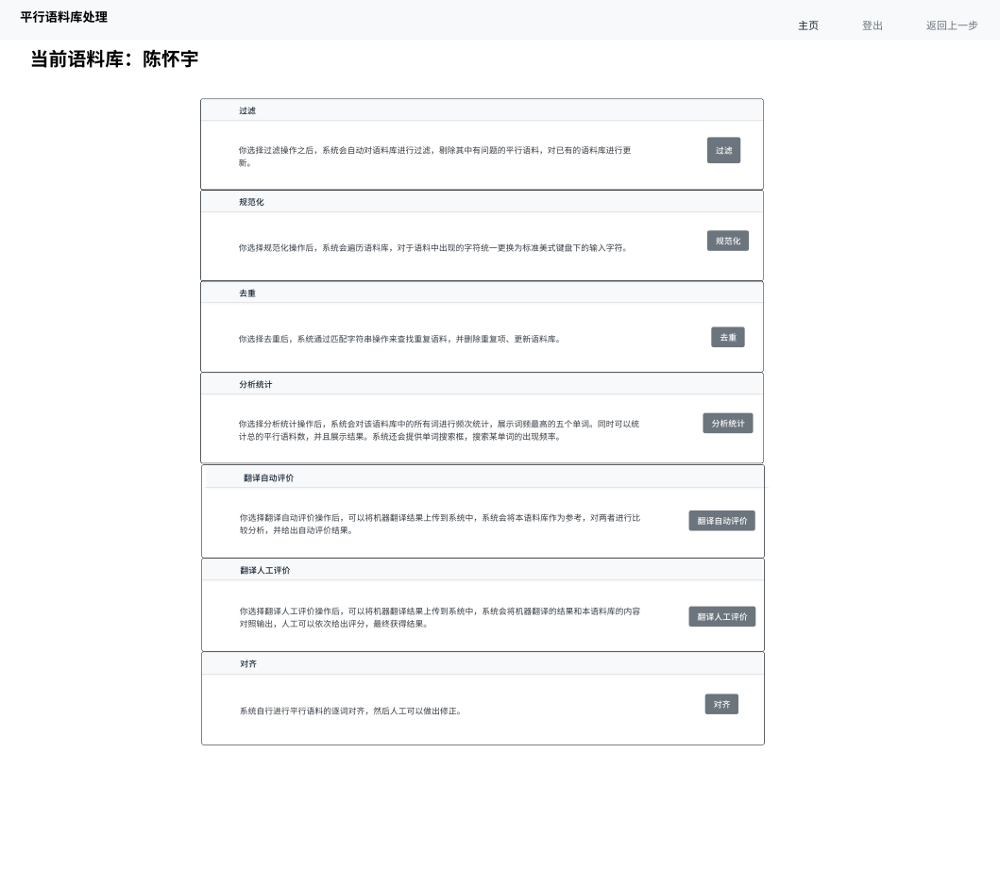 平行语料库处理
主页
登出
返回上一步
当前语料库：陈怀宇
过滤
你选择过滤操作之后，系统会自动对语料库进行过滤，剔除其中有问题的平行语料，对已有的语料库进行更
新。
过滤
规范化
你选择规范化操作后，系统会遍历语料库，对于语料中出现的字符统一更换为标准美式键盘下的输入字符。
规范化
去重
你选择去重后，系统通过匹配字符串操作来查找重复语料，并删除重复项、更新语料库。
去重
分析统计
你选择分析统计操作后，系统会对该语料库中的所有词进行频次统计，展示词频最高的五个单词。同时可以统
计总的平行语料数，并且展示结果。系统还会提供单词搜索框，搜索某单词的出现频率。
分析统计
翻译自动评价
你选择翻译自动评价操作后，可以将机器翻译结果上传到系统中，系统会将本语料库作为参考，对两者进行比
较分析，并给出自动评价结果。
翻译自动评价
翻译人工评价
你选择翻译人工评价操作后，可以将机器翻译结果上传到系统中，系统会将机器翻译的结果和本语料库的内容
对照输出，人工可以依次给出评分，最终获得结果。
翻译人工评价
对齐
系统自行进行平行语料的逐词对齐，然后人工可以做出修正。
对齐